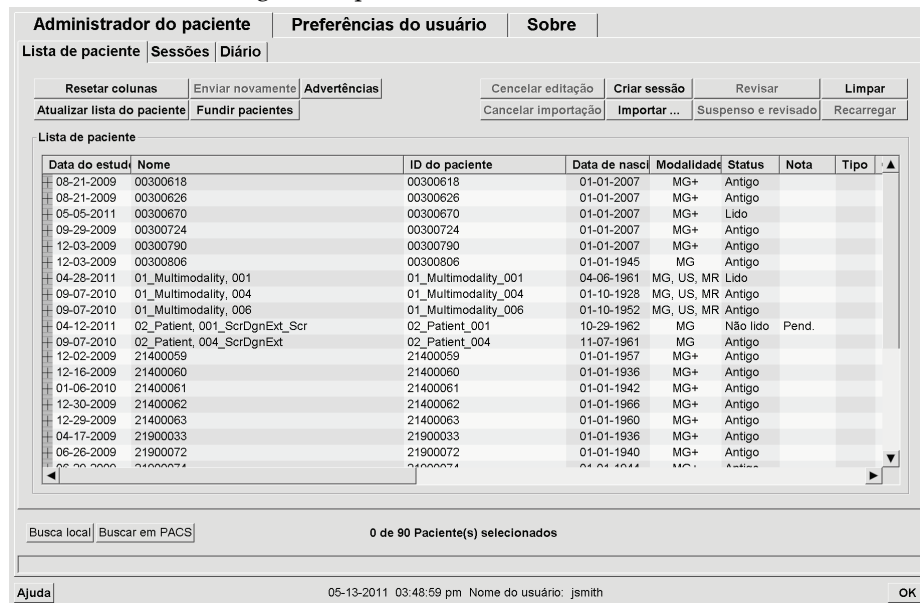 Administrador do paciente Preferências do usuário Sobre
Lista de paciente Sessões Diário
Resetar colunas Enviar novamente Advertências Cencelar editação Criar sessão Revisar Limpar
Atualizar lista do paciente Fundir pacientes Cancelar importação Importar ... Suspenso e revisado Recarregar
Lista de paciente
Data do estud Nome ID do paciente Data de nasci Modalidade Status Nota Tipo
08-21-2009 00300618 00300618 01-01-2007 MG+ Antigo
08-21-2009 00300626 00300626 01-01-2007 MG+ Antigo
05-05-2011 00300670 00300670 01-01-2007 MG+ Lido
09-29-2009 00300724 00300724 01-01-2007 MG+ Antigo
12-03-2009 00300790 00300790 01-01-2007 MG+ Antigo
12-03-2009 00300806 00300806 01-01-1945 MG Antigo
04-28-2011 01_Multimodality, 001 01_Multimodality_001 04-06-1961 MG, US, MR Lido
09-07-2010 01_Multimodality, 004 01_Multimodality_004 01-10-1928 MG, US, MR Antigo
09-07-2010 01_Multimodality, 006 01_Multimodality_006 01-10-1952 MG, US, MR Antigo
04-12-2011 02_Patient, 001_ScrDgnExt_Scr 02_Patient_001 10-29-1962 MG Não lido Pend.
09-07-2010 02_Patient, 004_ScrDgnExt 02_Patient_004 11-07-1961 MG Antigo
12-02-2009 21400059 21400059 01-01-1957 MG+ Antigo
12-16-2009 21400060 21400060 01-01-1936 MG+ Antigo
01-06-2010 21400061 21400061 01-01-1942 MG+ Antigo
12-30-2009 21400062 21400062 01-01-1966 MG+ Antigo
12-29-2009 21400063 21400063 01-01-1960 MG+ Antigo
04-17-2009 21900033 21900033 01-01-1936 MG+ Antigo
06-26-2009 21900072 21900072 01-01-1940 MG+ Antigo
Busca local Buscar em PACS 0 de 90 Paciente(s) selecionados
Ajuda 05-13-2011 03:48:59 pm Nome do usuário: jsmith OK